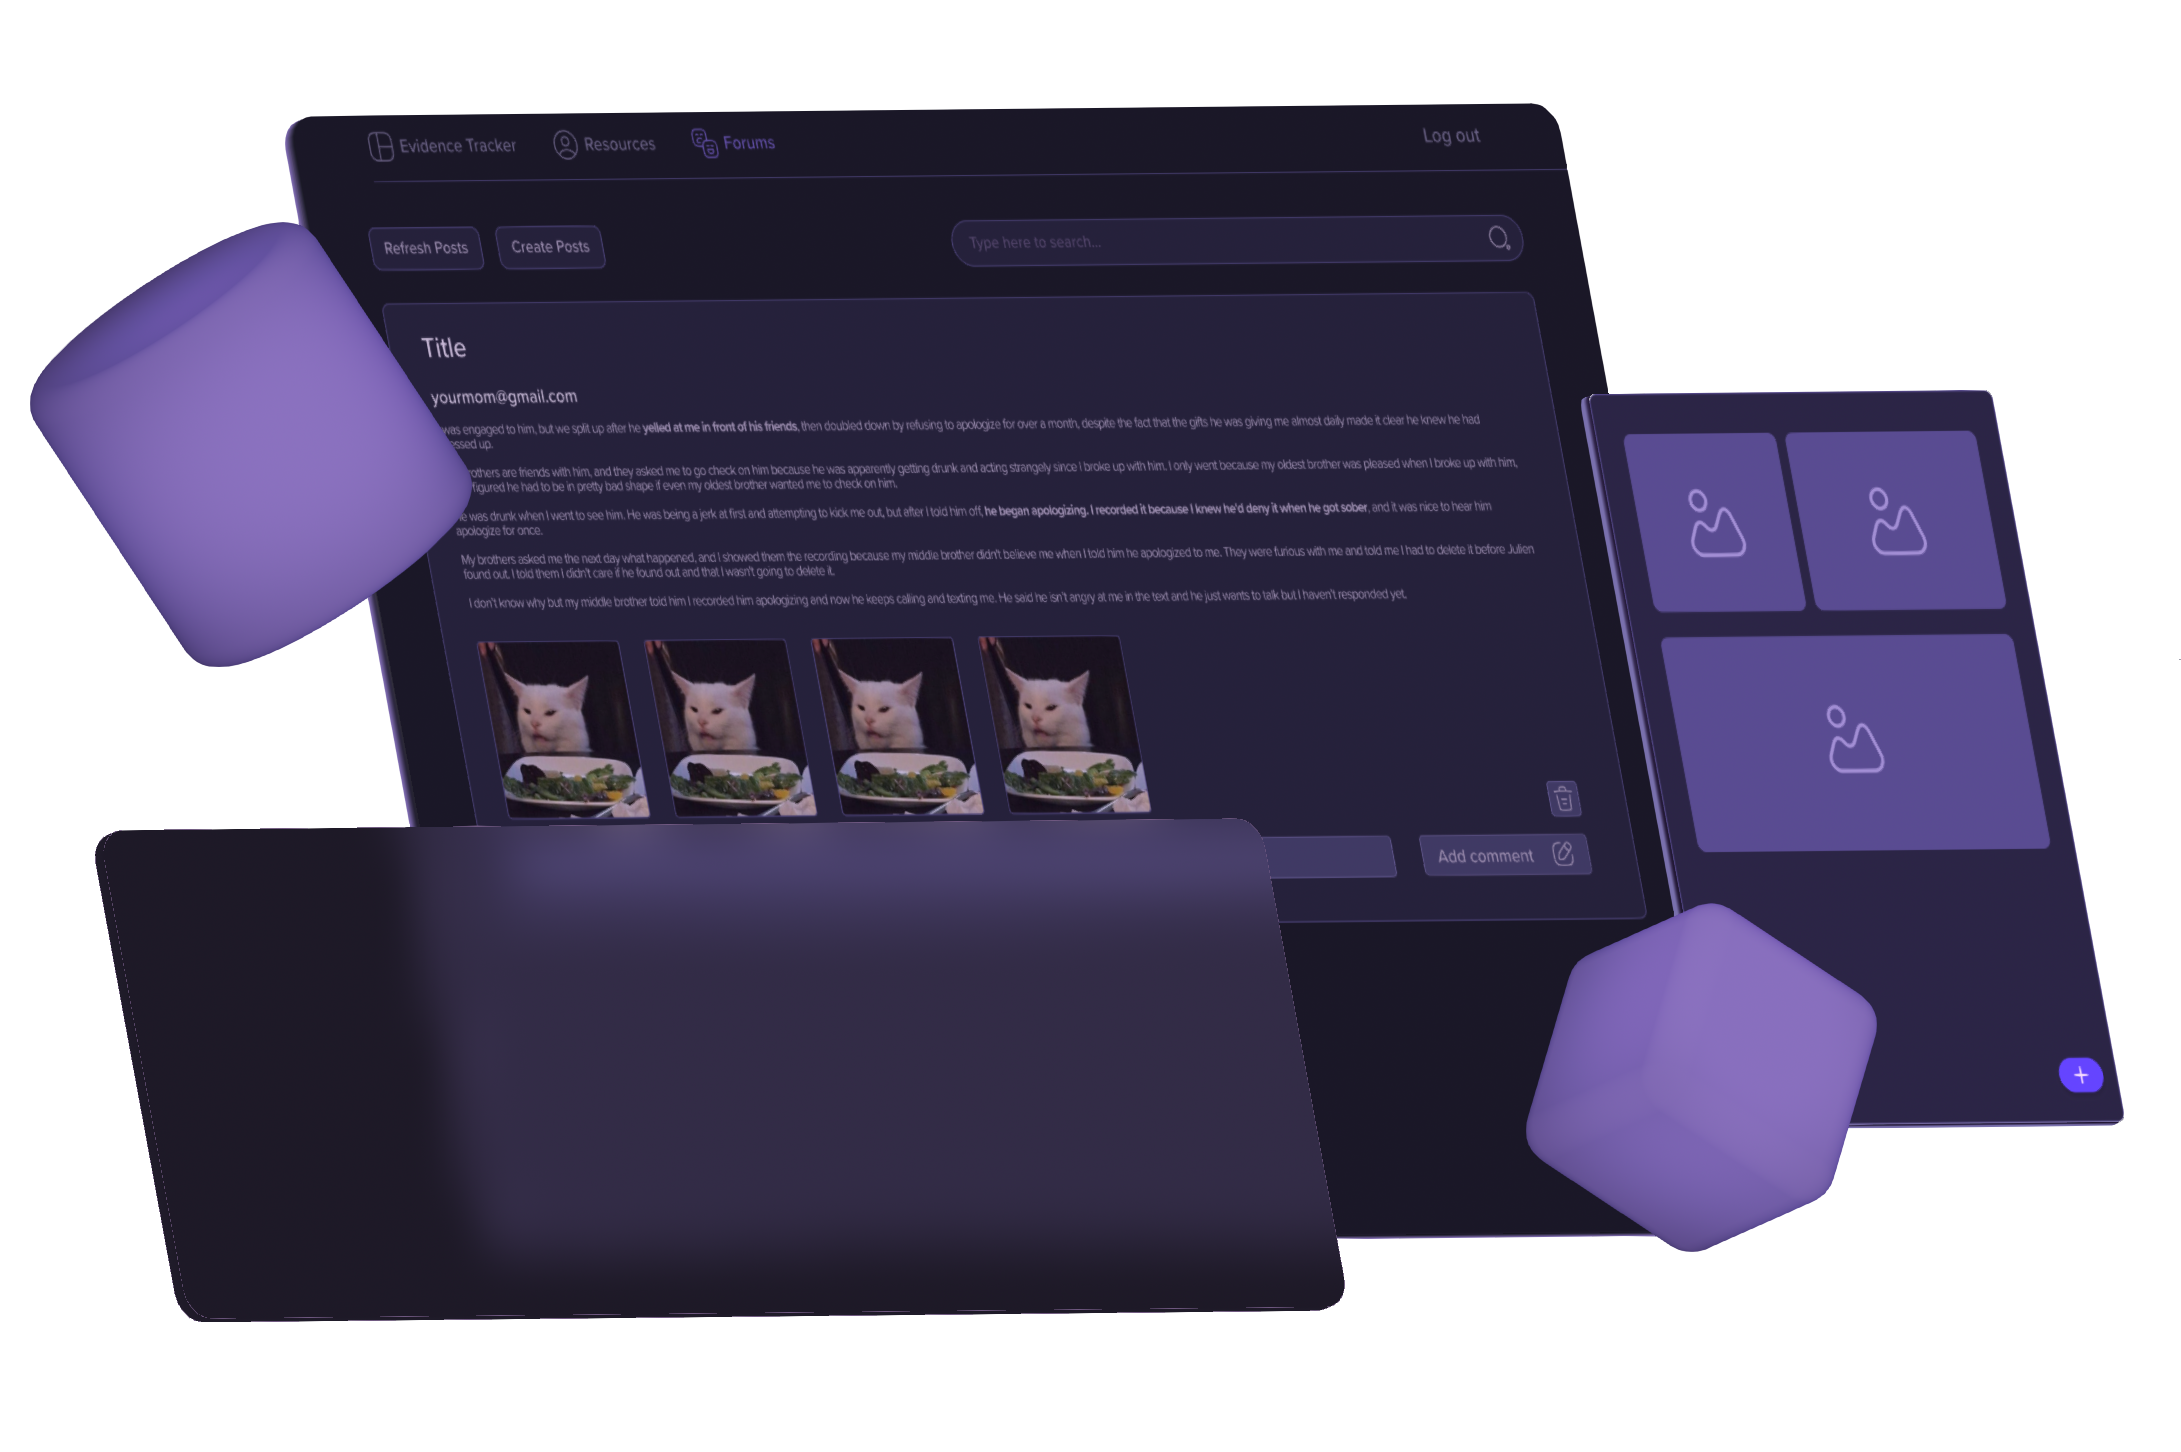 Evidence Tracker Resources Forums Log out
Refresh Posts Create Posts Type here to search...
Title
yourmom@gmail.com
was engaged to him, but we split up after he yelled at me in front of his friends, then doubled down by refusing to apologize for over a month, despite the fact that the gifts he was giving me almost daily made it clear he knew he had
essed up.
rothers are friends with him, and they asked me to go check on him because he was apparently getting drunk and acting strangely since I broke up with him. I only went because my oldest brother was pleased when I broke up with him,
figured he had to be in pretty bad shape if even my oldest brother wanted me to check on him.
e was drunk when I went to see him. He was being a jerk at first and attempting to kick me out, but after I told him off, he began apologizing. I recorded it because I knew he'd deny it when he got sober, and it was nice to hear him
apologize for once.
My brothers asked me the next day what happened, and I showed them the recording because my middle brother didn't believe me when I told him he apologized to me. They were furious with me and told me I had to delete it before Julien
found out. I told them I didn't care if he found out and that I wasn't going to delete it.
I don't know why but my middle brother told him I recorded him apologizing and now he keeps calling and texting me. He said he isn't angry at me in the text and he just wants to talk but I haven't responded yet.
Add comment